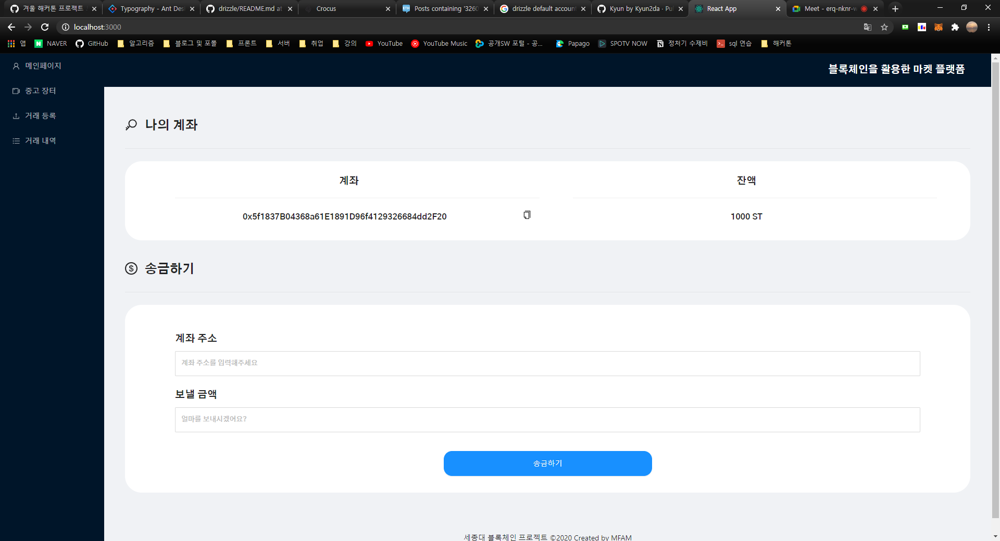 겨울 해커톤 프로젝트
Typography - Ant Des
drizzle/README.md at
Crocus
Posts containing '3260
drizzle default account
Kyun by Kyun2da · Pul
React App
Meet - erq-nknr-w
localhost:3000
앱
NAVER
GitHub
알고리즘
블로그 및 포폴
프론트
서버
취업
강의
YouTube
YouTube Music
공개SW 포털 - 공...
Papago
SPOTV NOW
정처기 수제비
sql 연습
해커톤
메인페이지
중고 장터
거래 등록
거래 내역
블록체인을 활용한 마켓 플랫폼
나의 계좌
계좌
잔액
0x5f1837B04368a61E1891D96f4129326684dd2F20
1000 ST
송금하기
계좌 주소
계좌 주소를 입력해주세요
보낼 금액
얼마를 보내시겠어요?
송금하기
세종대 블록체인 프로젝트 ©2020 Created by MFAM